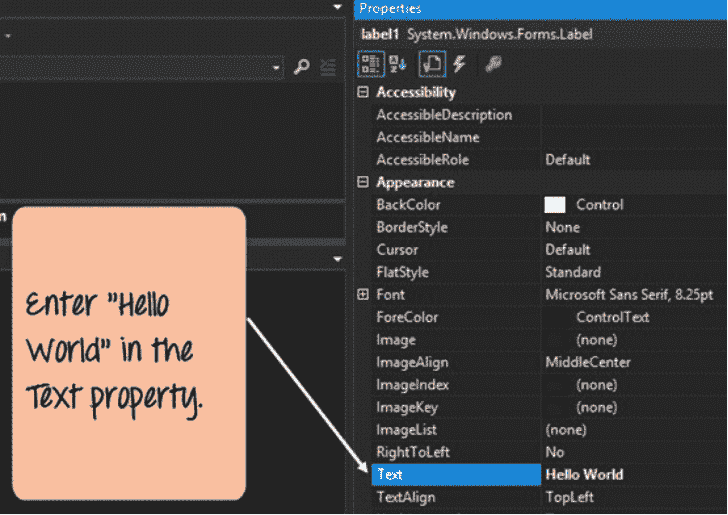 Properties
label1 System.Windows.Forms.Label
Accessibility
AccessibleDescription
AccessibleName
AccessibleRole Default
Appearance
BackColor Control
BorderStyle None
Cursor Default
FlatStyle Standard
Font Microsoft Sans Serif, 8.25pt
ForeColor ControlText
Image (none)
ImageAlign MiddleCenter
ImageIndex (none)
ImageKey (none)
ImageList (none)
RightToLeft No
Text Hello World
TextAlign TopLeft
n
Enter "Hello
World" in the
Text property.